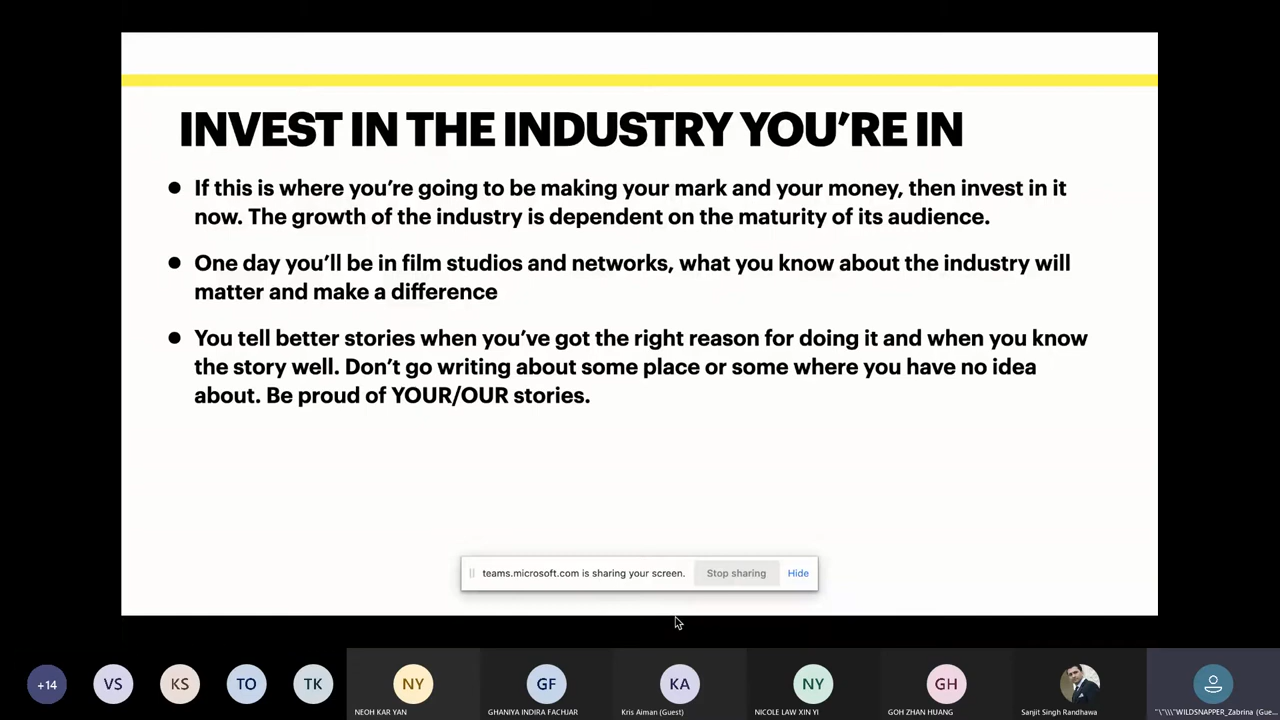 INVEST IN THE INDUSTRY YOU'RE IN
● If this is where you're going to be making your mark and your money, then invest in it
now. The growth of the industry is dependent on the maturity of its audience.
● One day you'll be in film studios and networks, what you know about the industry will
matter and make a difference
● You tell better stories when you've got the right reason for doing it and when you know
the story well. Don't go writing about some place or some where you have no idea
about. Be proud of YOUR/OUR stories.
teams.microsoft.com is sharing your screen. Stop sharing Hide
+14 VS KS TO TK NY GF KA NY GH
NEOH KAR YAN GHANIYA INDIRA FACHJAR Kris Aiman (Guest) NICOLE LAW XIN YI GOH ZHAN HUANG Sanjit Singh Randhawa "\"\\\"WILDSNAPPER_Zabrina (Gue...